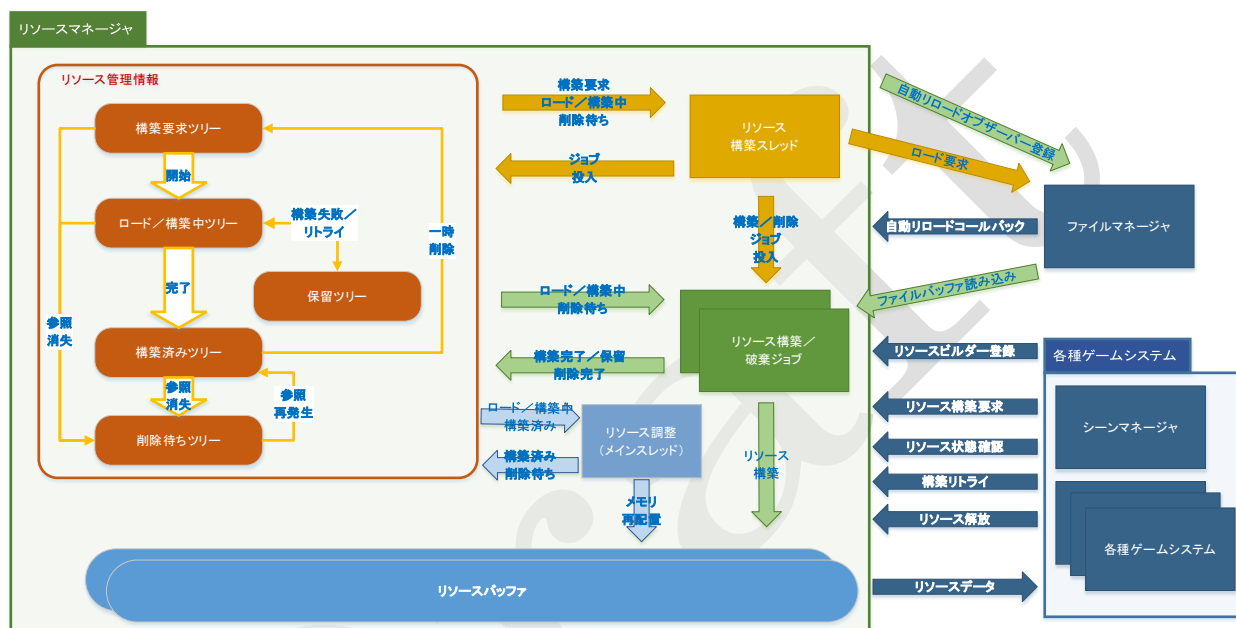 リソースマネージャ
リソース管理情報
構築要求ツリー
開始
ロード／構築中ツリー
構築失敗／
リトライ
一時
削除
完了
保留ツリー
参照
消失
構築済みツリー
参照
消失
参照
再発生
削除待ちツリー
構築要求
ロード／構築中
削除待ち
ジョブ
投入
リソース
構築スレッド
構築／削除
ジョブ
投入
ロード／構築中
削除待ち
構築完了／保留
削除完了
リソース構築／
破棄ジョブ
ロード／構築中
構築済み
構築済み
削除待ち
リソース調整
（メインスレッド）
リソース
構築
メモリ
再配置
リソースバッファ
自動リロードオブザーバー登録
ロード要求
ファイルマネージャ
自動リロードコールバック
ファイルバッファ読み込み
リソースビルダー登録
各種ゲームシステム
リソース構築要求
シーンマネージャ
リソース状態確認
構築リトライ
リソース解放
各種ゲームシステム
リソースデータ